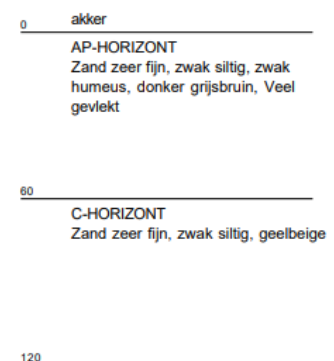 0 akker
AP-HORIZONT
Zand zeer fijn, zwak siltig, zwak
humeus, donker grijsbruin, Veel
gevlekt
60
C-HORIZONT
Zand zeer fijn, zwak siltig, geelbeige
120